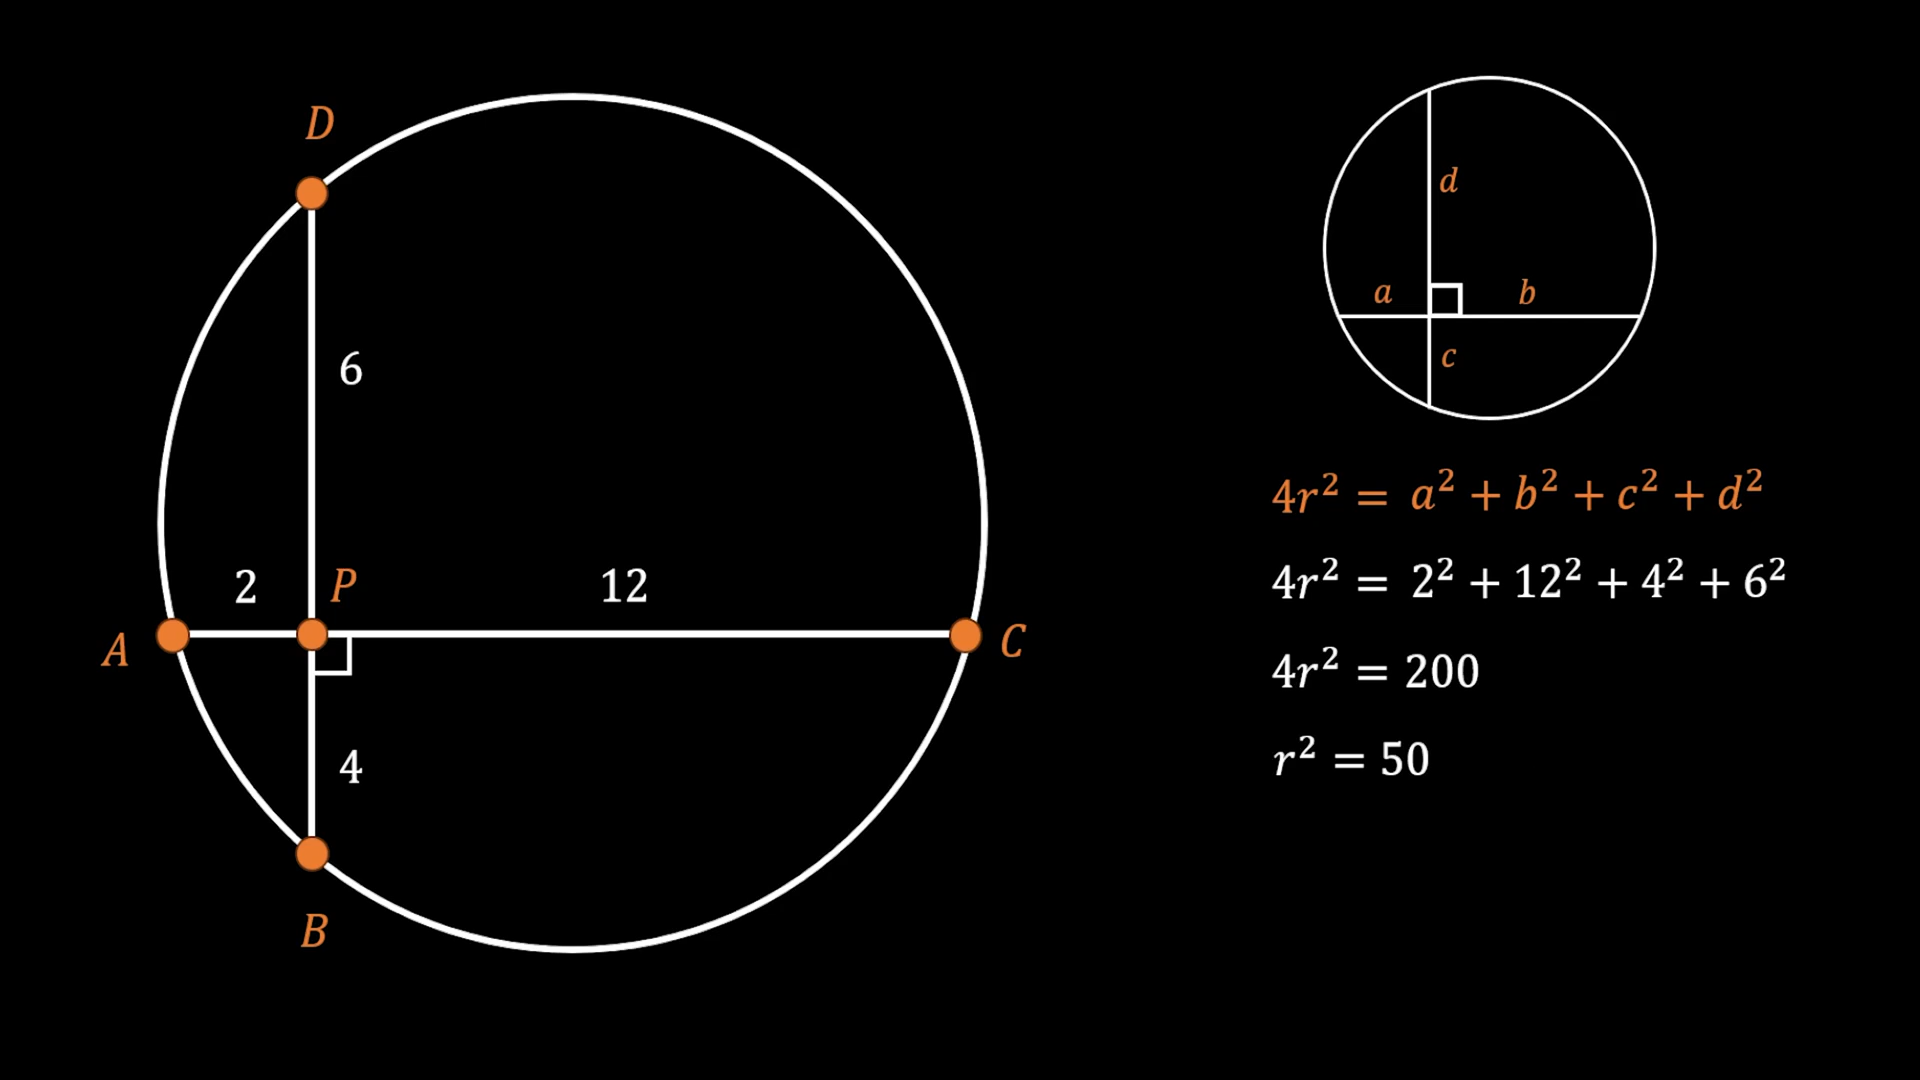 D
6
2
P
12
A
C
4
B
d
a
b
c
4r² = a² + b² + c² + d²
4r² = 2² + 12² + 4² + 6²
4r² = 200
r² = 50